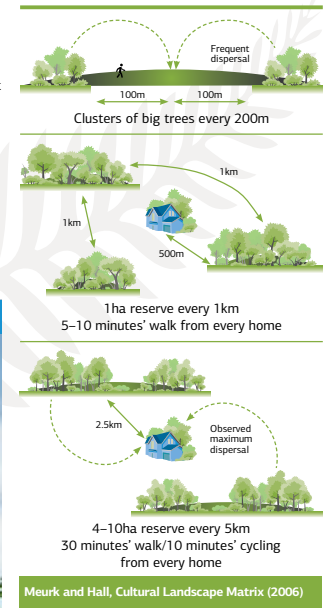 Frequent
dispersal
100m
100m
Clusters of big trees every 200m
1km
1km
500m
1ha reserve every 1km
5–10 minutes' walk from every home
2.5km
Observed
maximum
dispersal
4–10ha reserve every 5km
30 minutes' walk/10 minutes' cycling
from every home
Meurk and Hall, Cultural Landscape Matrix (2006)